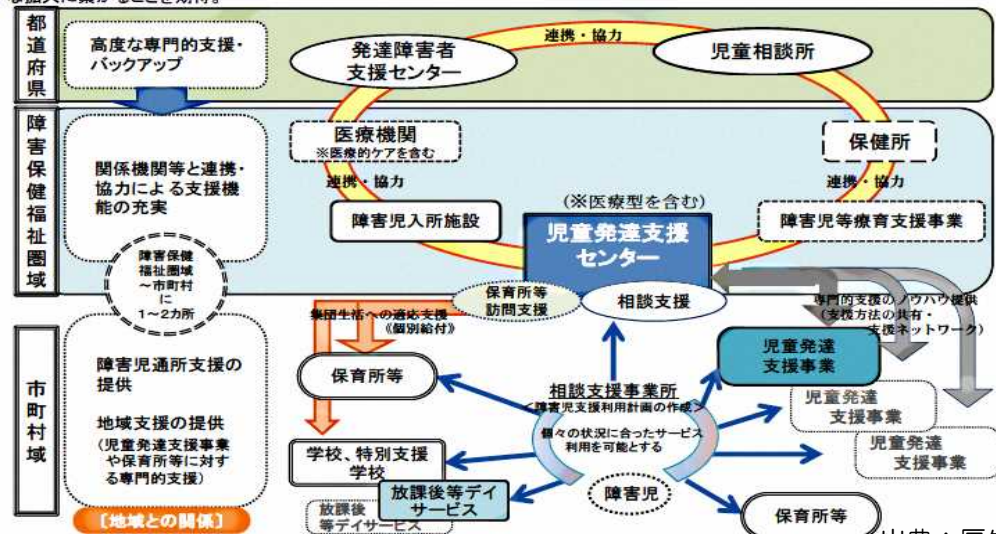 な拡大に繋がることを期待。
都道府県
高度な専門的支援・
バックアップ
発達障害者
支援センター
連携・協力
児童相談所
障害保健福祉圏域
関係機関等と連携・
協力による支援機
能の充実
医療機関
※医療的ケアを含む
保健所
連携・協力
連携・協力
障害児入所施設
(※医療型を含む)
児童発達支援
センター
障害児等療育支援事業
障害保健
福祉圏域
~市町村
に
1~2カ所
保育所等
訪問支援
相談支援
専門的支援のノウハウ提供
(支援方法の共有・
支援ネットワーク)
集団生活への適応支援
《個別給付》
市町村域
障害児通所支援の
提供
地域支援の提供
(児童発達支援事業
や保育所等に対す
る専門的支援)
[地域との関係]
保育所等
相談支援事業所
<障害児支援利用計画の作成>
個々の状況に合ったサービス
利用を可能とする
児童発達
支援事業
児童発達
支援事業
児童発達
支援事業
学校、特別支援
学校
放課後等デイ
サービス
放課後
等デイサービス
障害児
保育所等